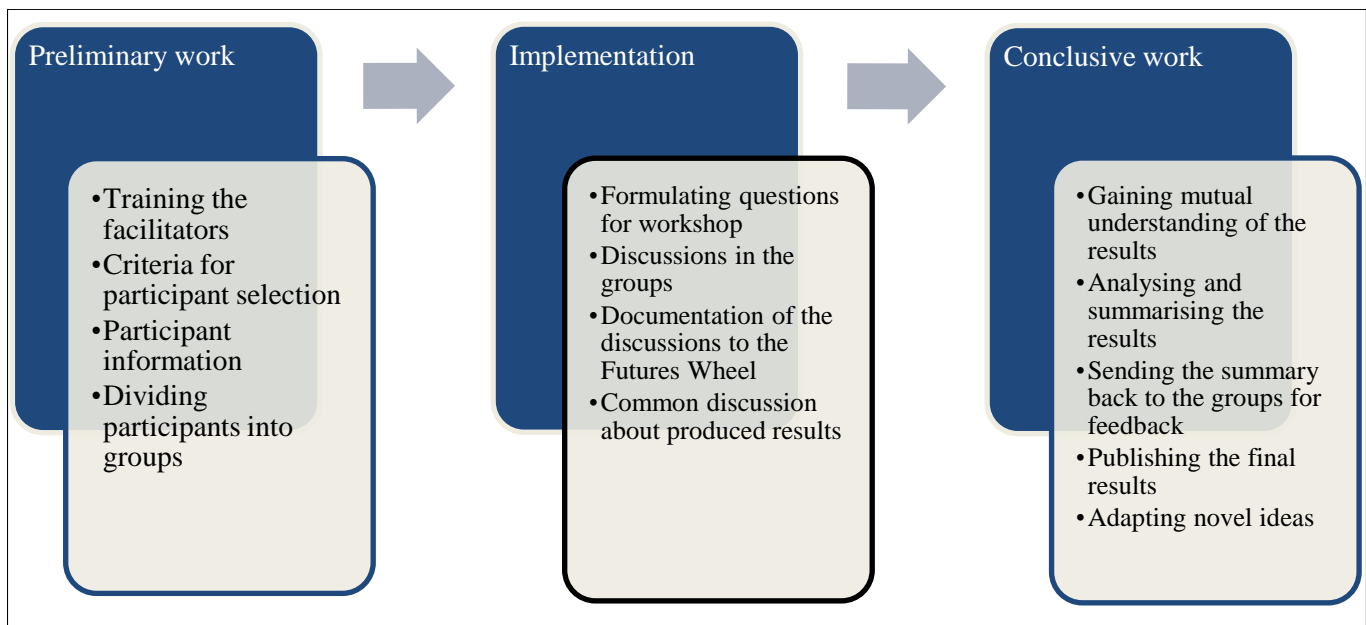 Preliminary work
•Training the
facilitators
•Criteria for
participant selection
•Participant
information
•Dividing
participants into
groups
Implementation
•Formulating questions
for workshop
•Discussions in the
groups
•Documentation of the
discussions to the
Futures Wheel
•Common discussion
about produced results
Conclusive work
•Gaining mutual
understanding of the
results
•Analysing and
summarising the
results
•Sending the summary
back to the groups for
feedback
•Publishing the final
results
•Adapting novel ideas